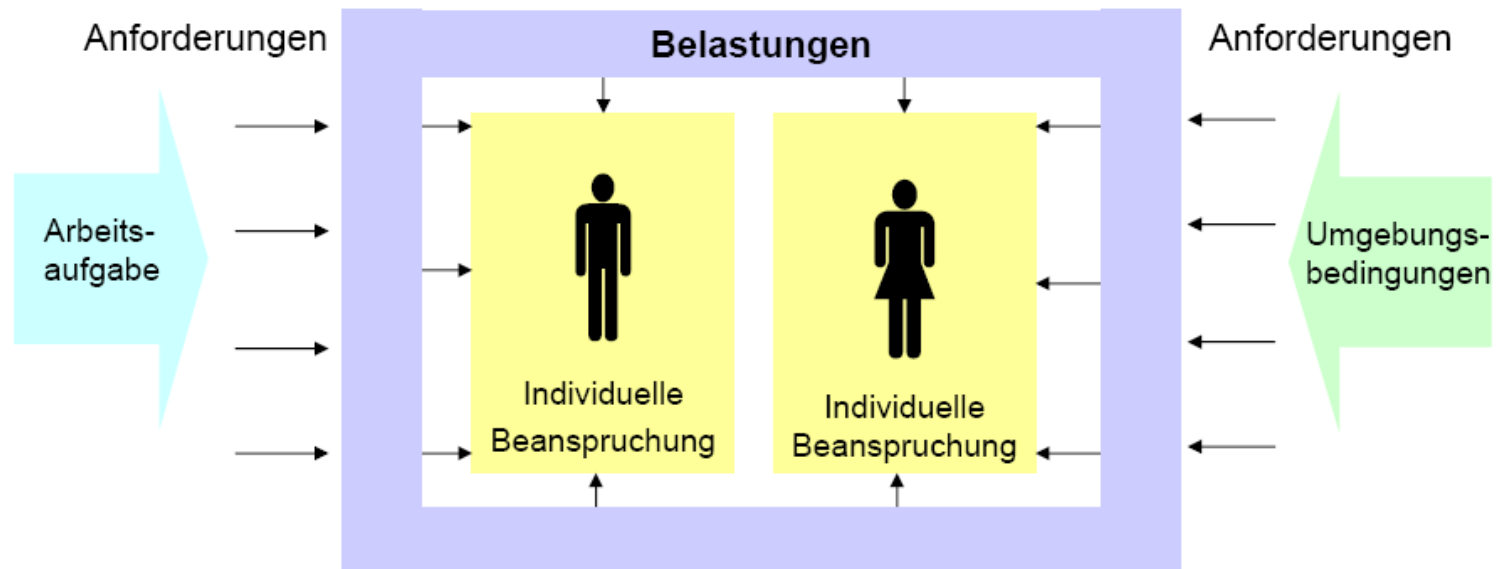 Anforderungen
Belastungen
Anforderungen
Arbeits-
aufgabe
Individuelle
Beanspruchung
Individuelle
Beanspruchung
Umgebungs-
bedingungen